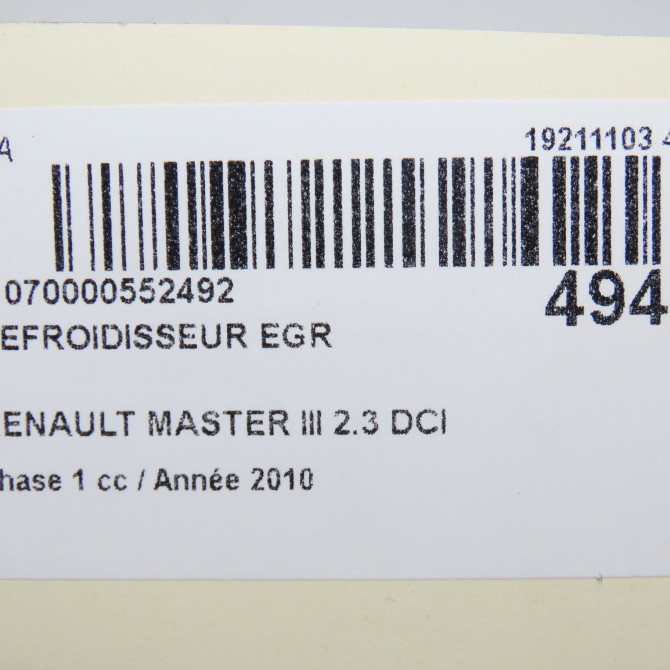 A 19211103 4
070000552492 494
EFROIDISSEUR EGR
ENAULT MASTER III 2.3 DCI
hase 1 cc / Année 2010